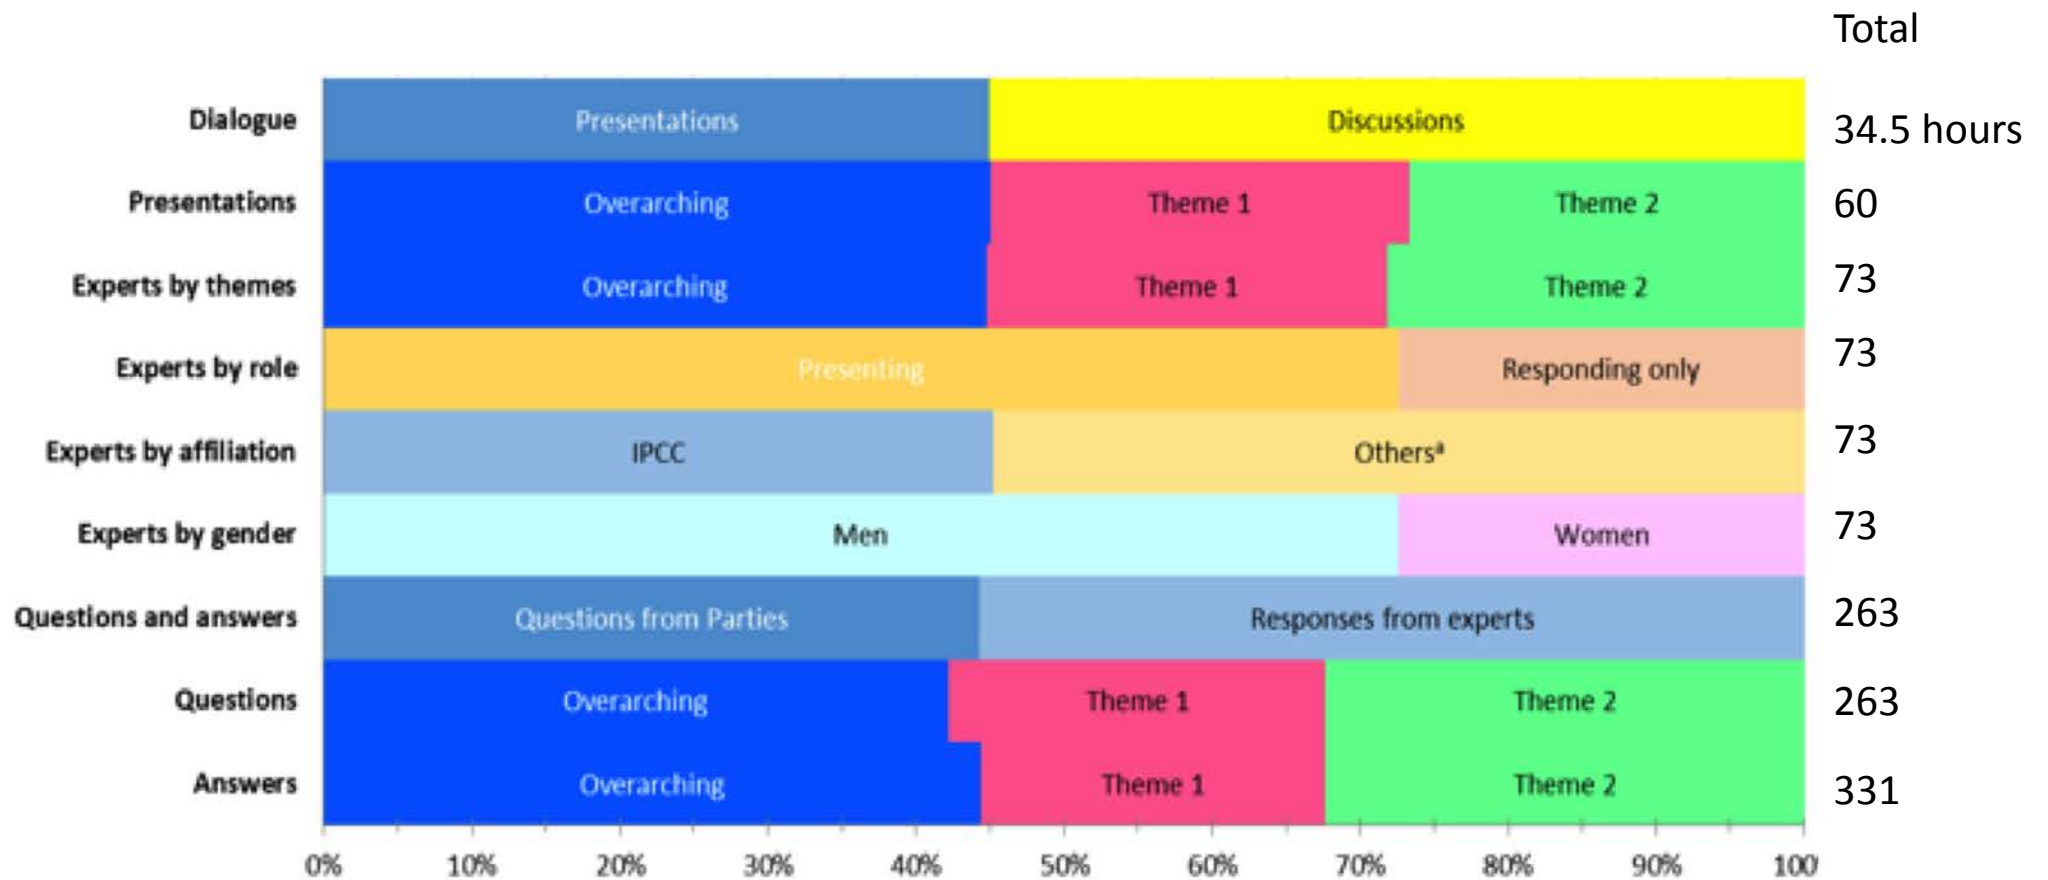 Total
Dialogue Presentations Discussions 34.5 hours
Presentations Overarching Theme 1 Theme 2 60
Experts by themes Overarching Theme 1 Theme 2 73
Experts by role Presenting Responding only 73
Experts by affiliation IPCC Othersª 73
Experts by gender Men Women 73
Questions and answers Questions from Parties Responses from experts 263
Questions Overarching Theme 1 Theme 2 263
Answers Overarching Theme 1 Theme 2 331
0% 10% 20% 30% 40% 50% 60% 70% 80% 90% 100